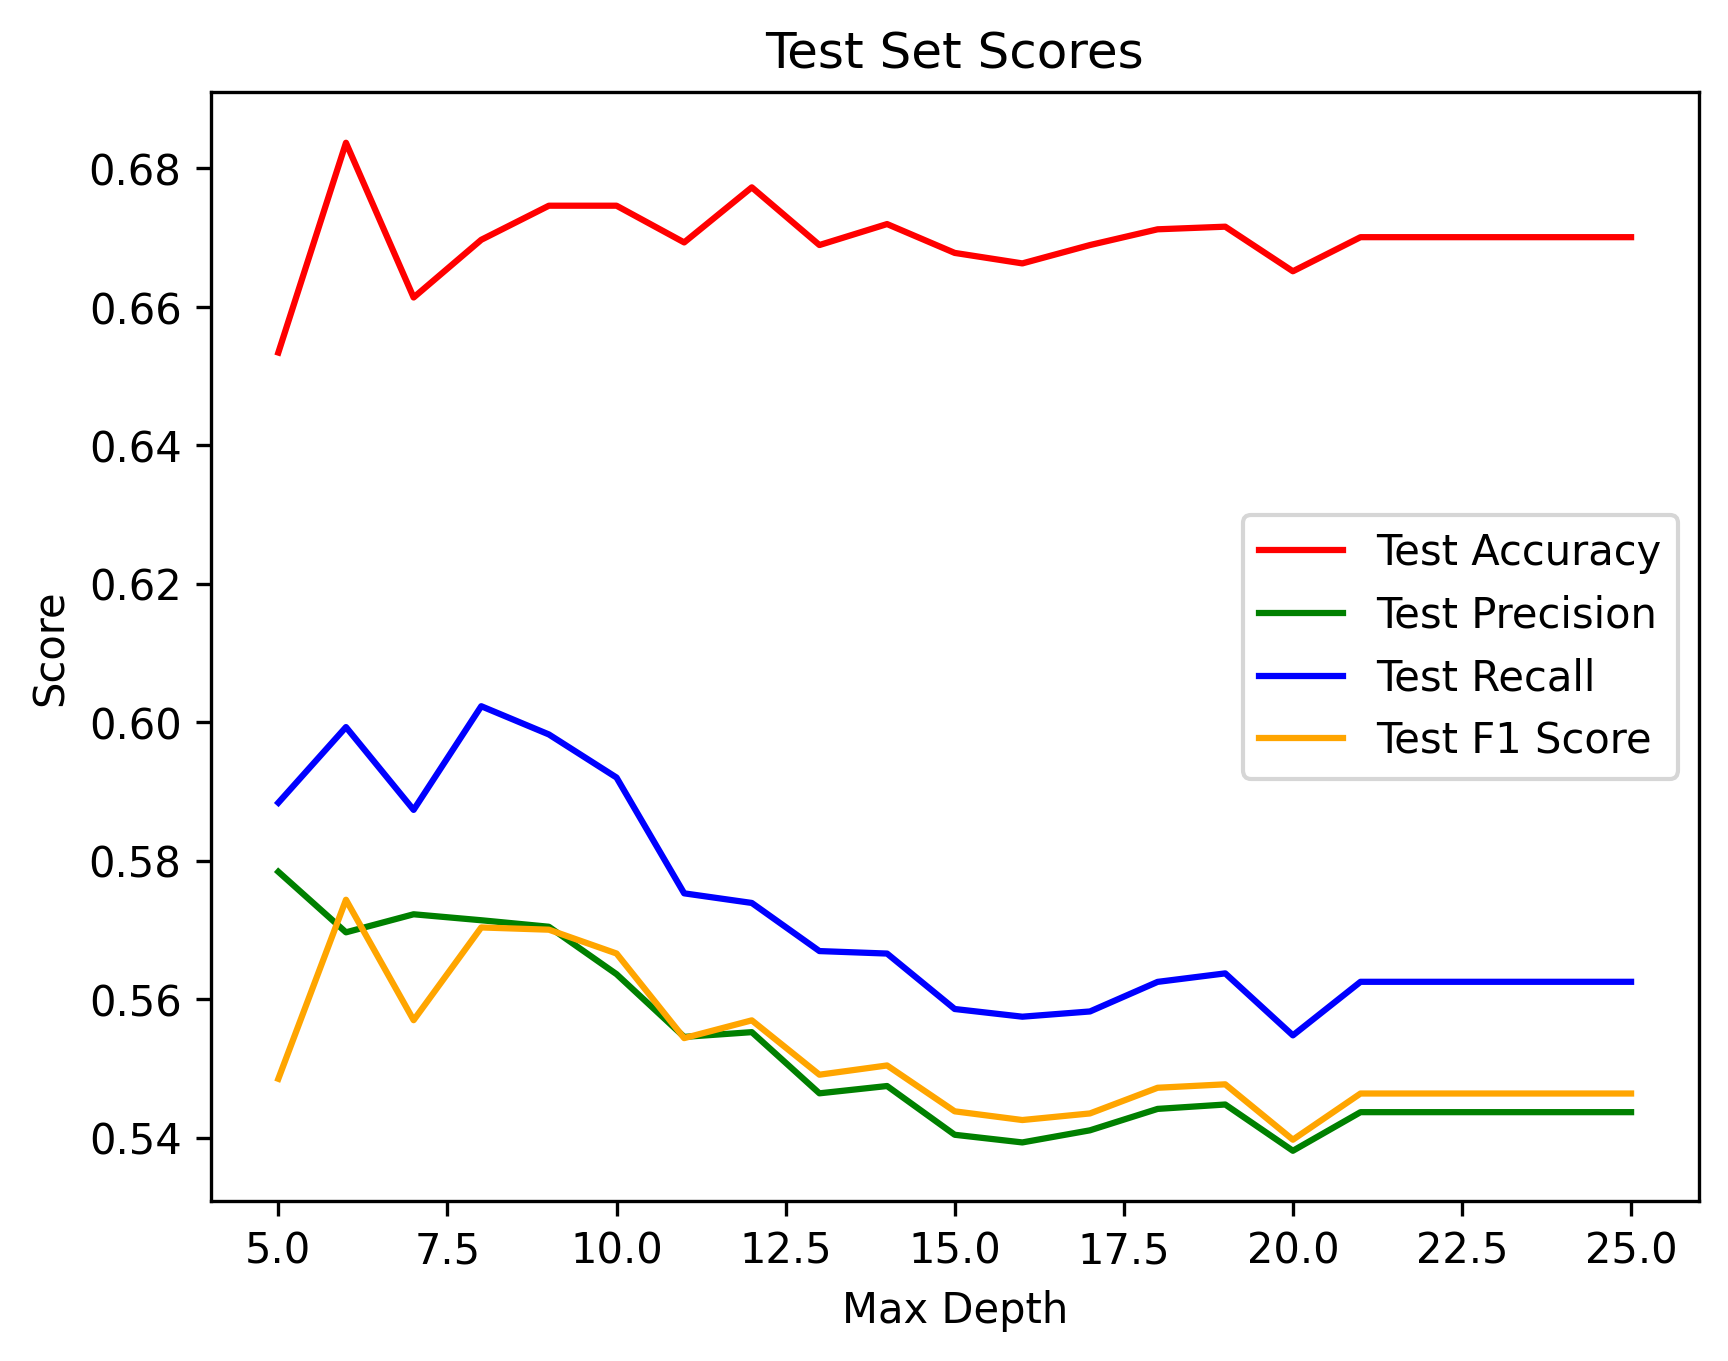 Test Set Scores
0.68
0.66
0.64
0.62
0.60
0.58
0.56
0.54
Score
Test Accuracy
Test Precision
Test Recall
Test F1 Score
5.0 7.5 10.0 12.5 15.0 17.5 20.0 22.5 25.0
Max Depth